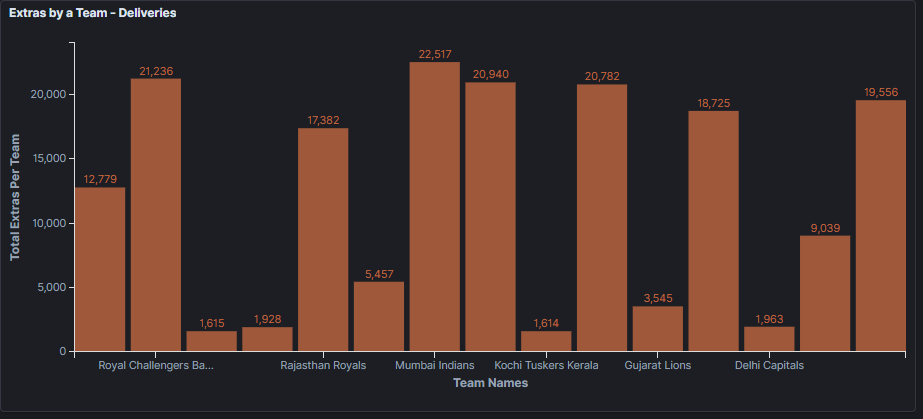 Extras by a Team - Deliveries
Total Extras Per Team
20,000
15,000
10,000
5,000
0
12,779
21,236
1,615
1,928
17,382
5,457
22,517
20,940
1,614
20,782
3,545
18,725
1,963
9,039
19,556
Royal Challengers Ba...
Rajasthan Royals
Mumbai Indians
Kochi Tuskers Kerala
Gujarat Lions
Delhi Capitals
Team Names